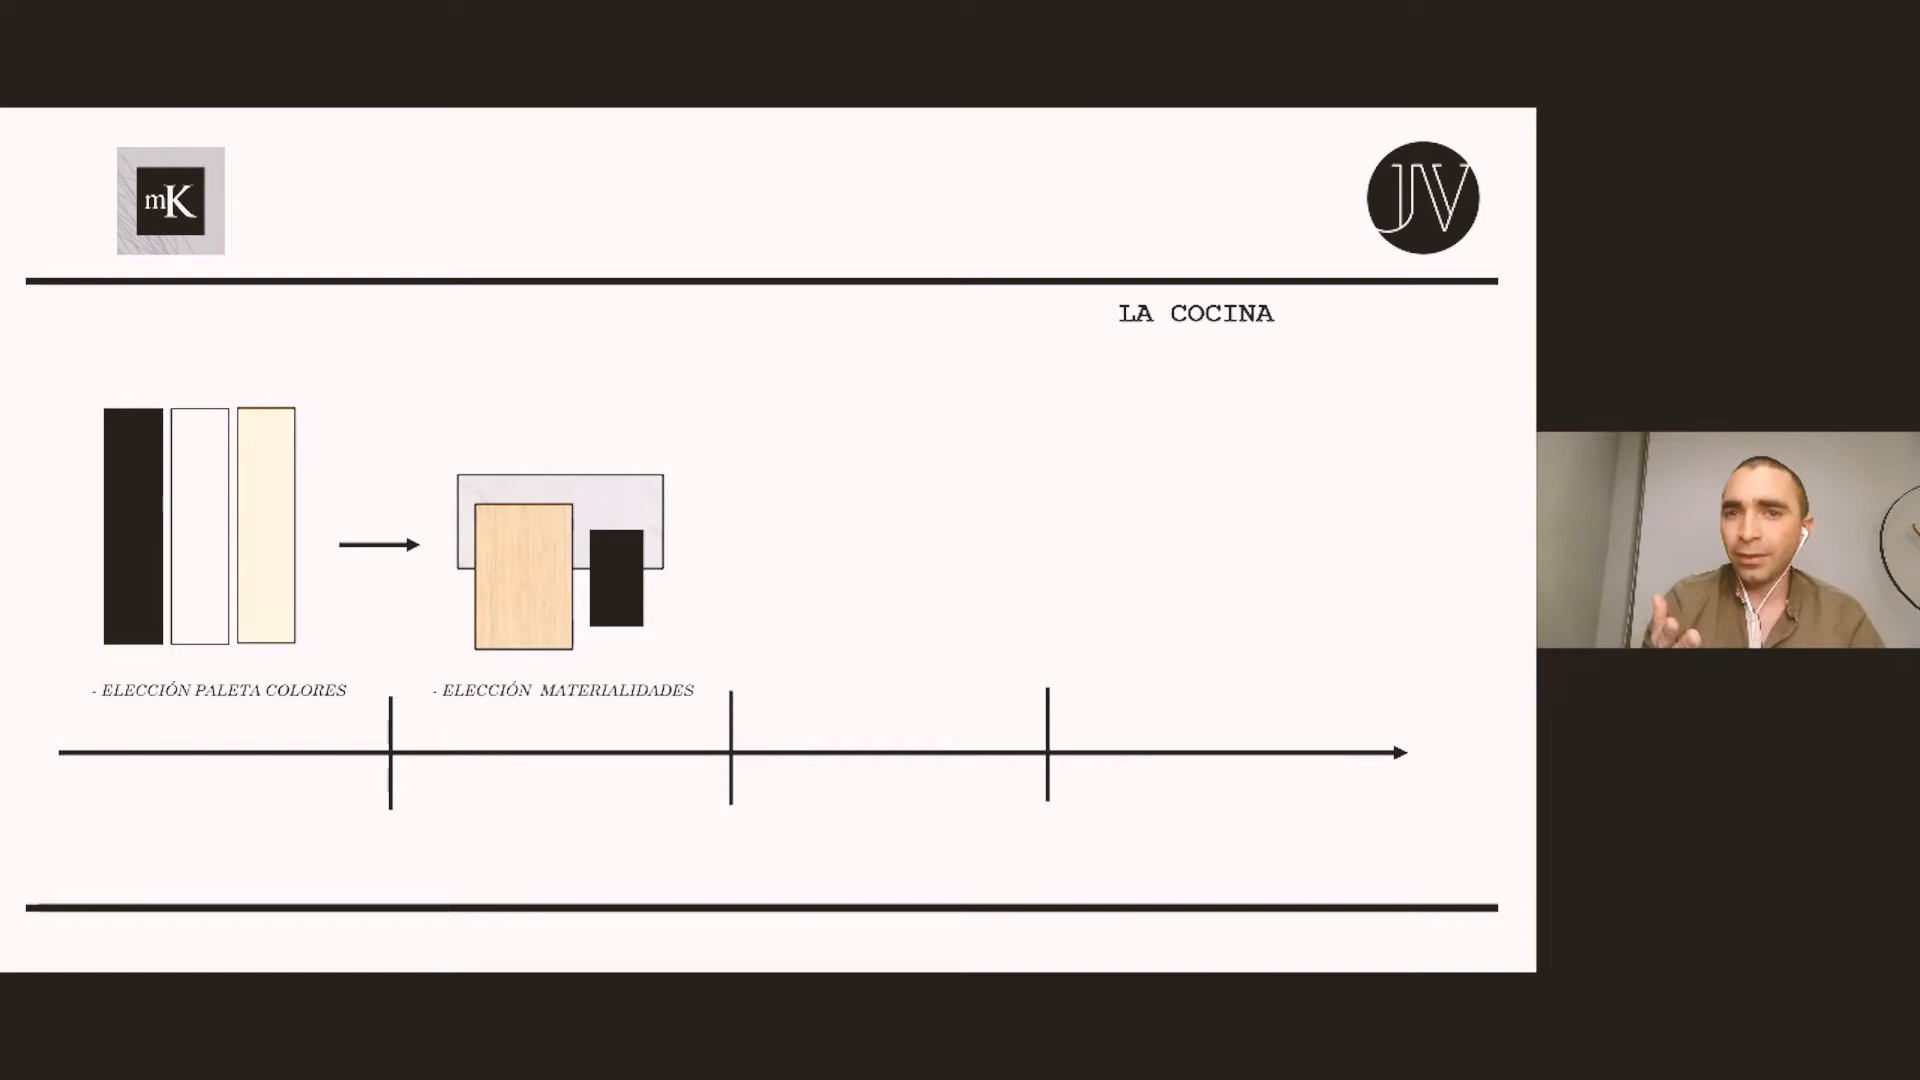 mK
JV
LA COCINA
- ELECCIÓN PALETA COLORES
- ELECCIÓN MATERIALIDADES